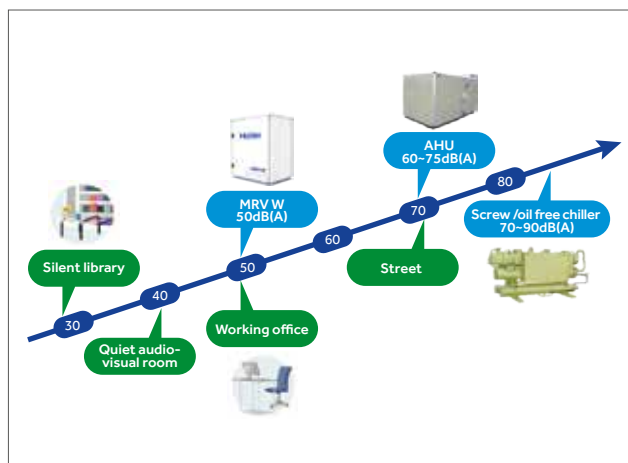 AHU
60~75dB(A)
MRV W
50dB(A)
80
70
Screw /oil free chiller
70~90dB(A)
60
Silent library
50
Street
40
30
Working office
Quiet audio-
visual room